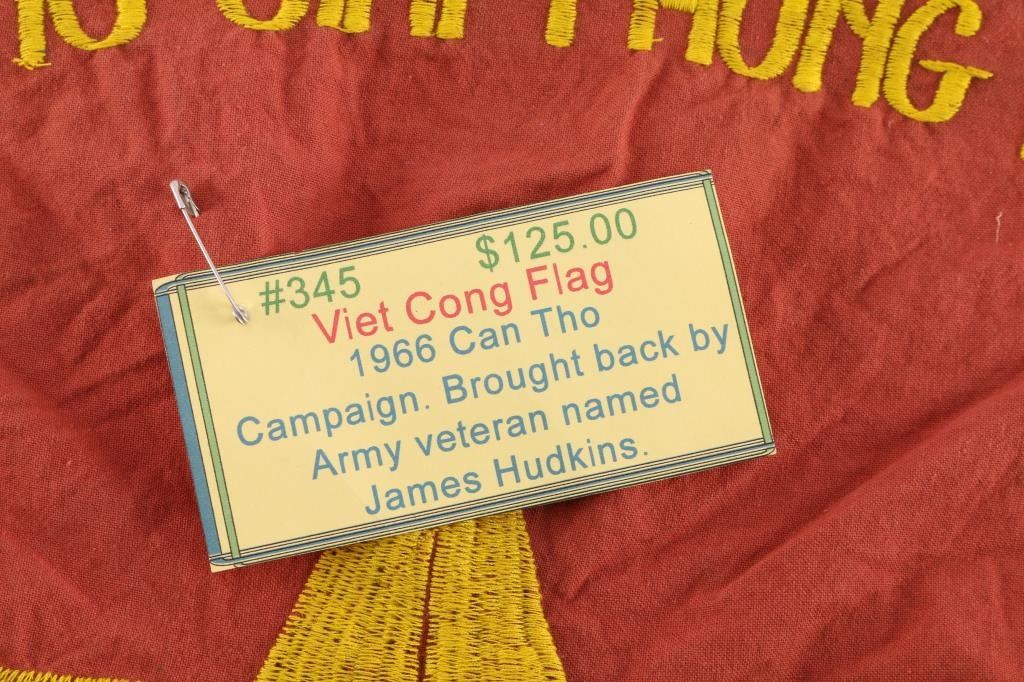 #345 $125.00
Viet Cong Flag
1966 Can Tho
Campaign. Brought back by
Army veteran named
James Hudkins.